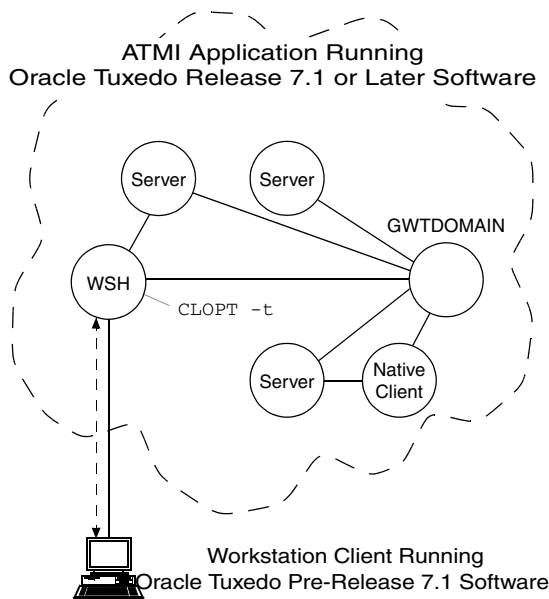 ATMI Application Running
Oracle Tuxedo Release 7.1 or Later Software
Server
Server
GWTDOMAIN
WSH
CLOPT -t
Server
Native
Client
Workstation Client Running
Oracle Tuxedo Pre-Release 7.1 Software